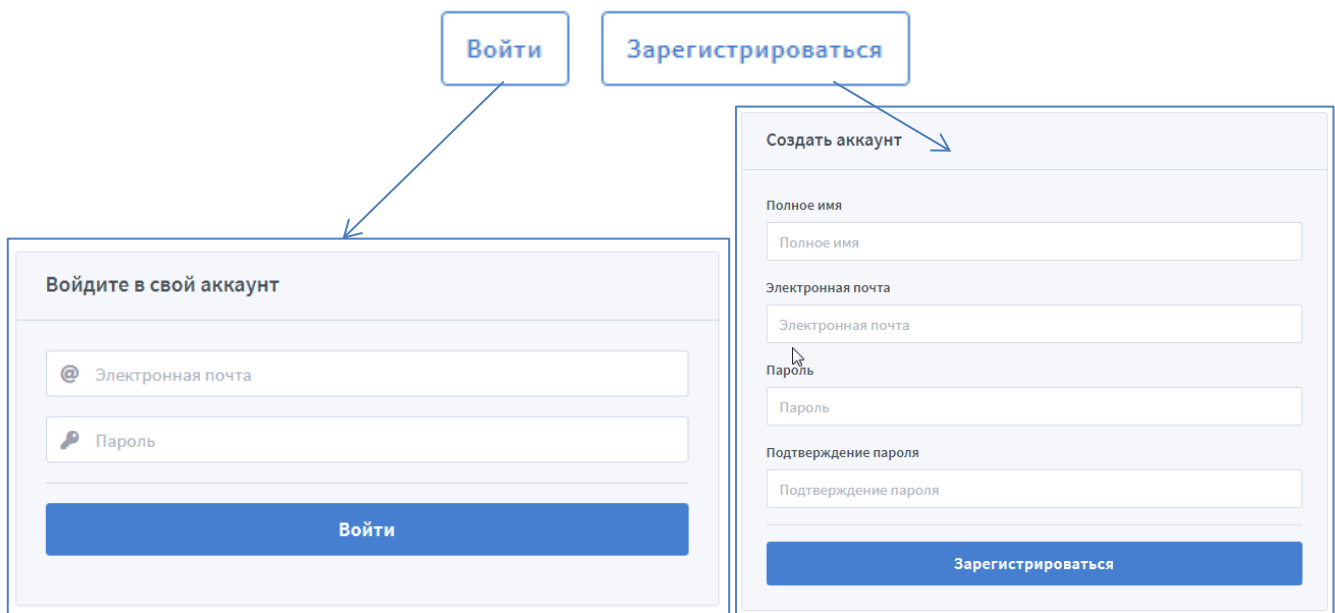 Войти
Зарегистрироваться
Войдите в свой аккаунт
@ Электронная почта
Пароль
Войти
Создать аккаунт
Полное имя
Полное имя
Электронная почта
Электронная почта
Пароль
Пароль
Подтверждение пароля
Подтверждение пароля
Зарегистрироваться